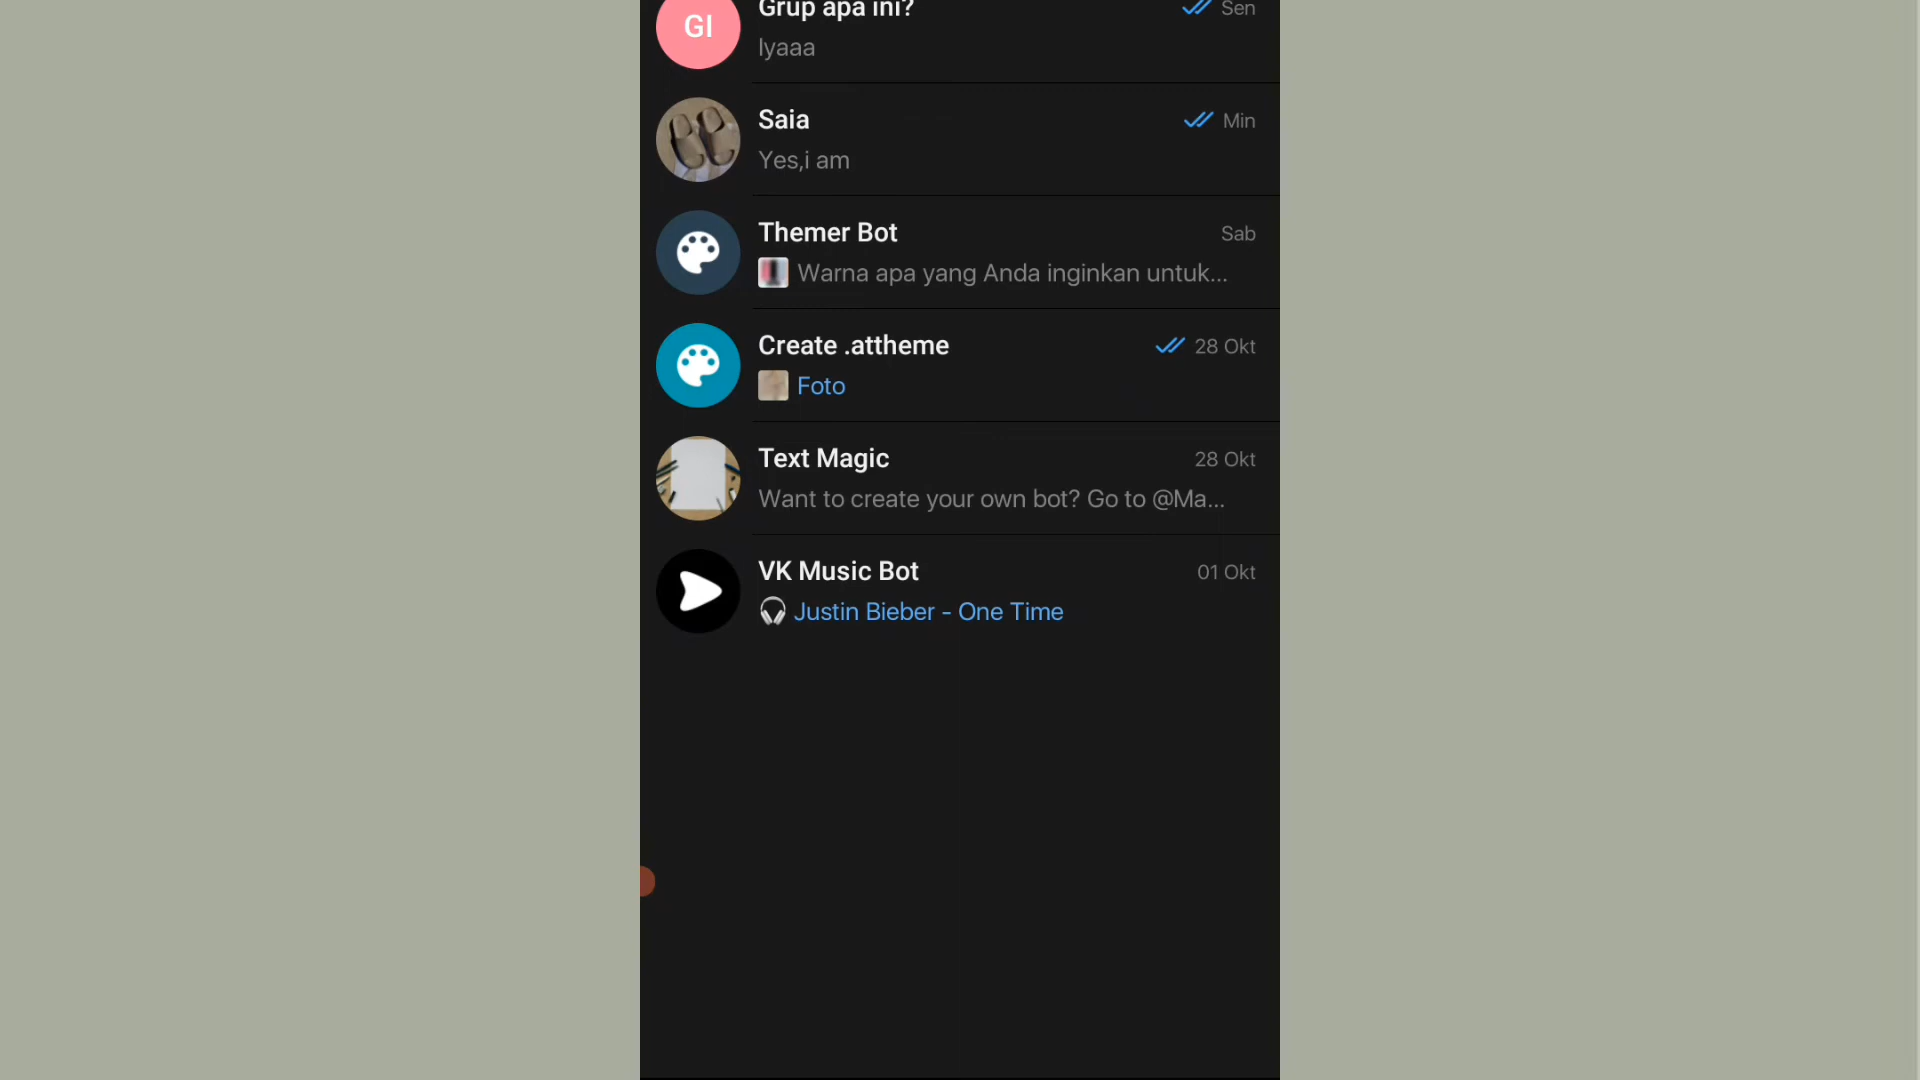 Grup apa ini?
Sen
GI
Iyaaa
Saia
Min
Yes,i am
Themer Bot
Sab
Warna apa yang Anda inginkan untuk...
Create .attheme
28 Okt
Foto
Text Magic
28 Okt
Want to create your own bot? Go to @Ma...
VK Music Bot
01 Okt
Justin Bieber - One Time